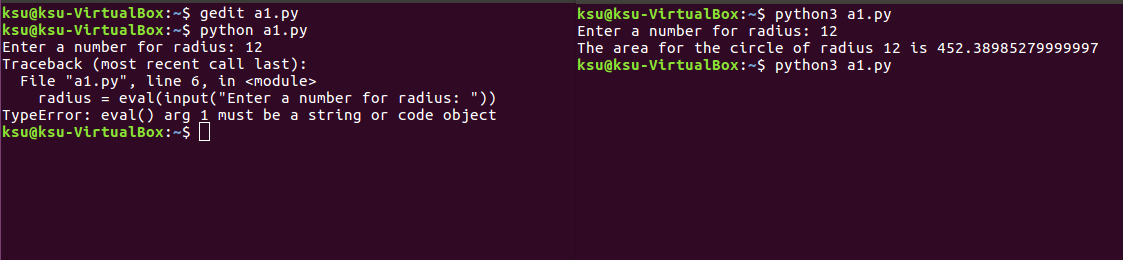 ksu@ksu-VirtualBox:~$ gedit a1.py
ksu@ksu-VirtualBox:~$ python a1.py
Enter a number for radius: 12
Traceback (most recent call last):
  File "a1.py", line 6, in <module>
    radius = eval(input("Enter a number for radius: "))
TypeError: eval() arg 1 must be a string or code object
ksu@ksu-VirtualBox:~$
ksu@ksu-VirtualBox:~$ python3 a1.py
Enter a number for radius: 12
The area for the circle of radius 12 is 452.38985279999997
ksu@ksu-VirtualBox:~$ python3 a1.py